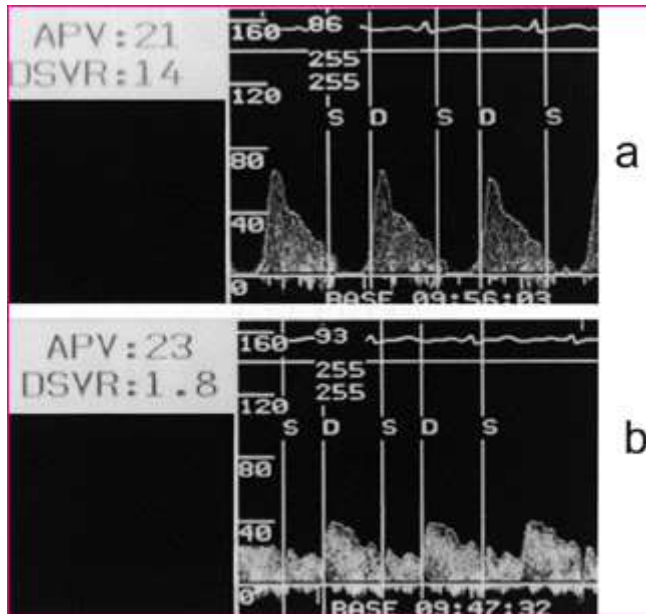 APV:21
DSVR:14
160
86
255
255
120
S D S D S
80
40
0
BASE 09:56:03
a
APV:23
DSVR:1.8
160
93
255
255
120
S D S D S
80
40
0
BASE 09:47:32
b